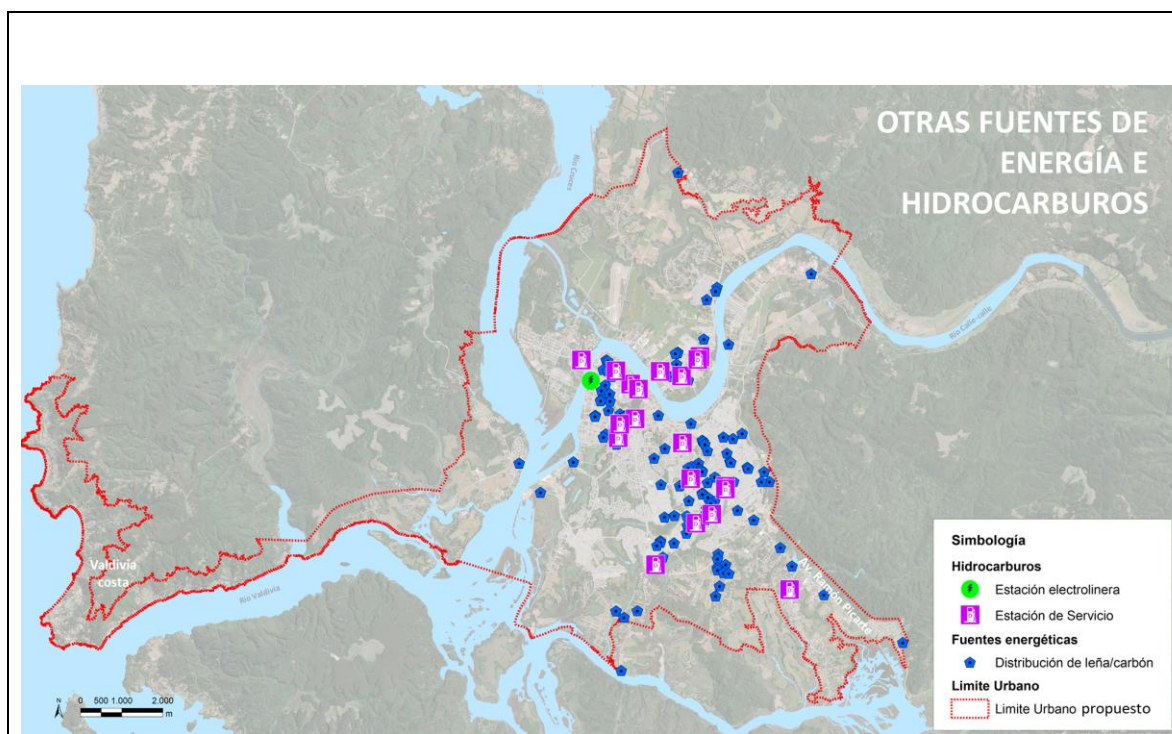 OTRAS FUENTES DE
ENERGÍA E
HIDROCARBUROS
Río Cruces
Río Calle-calle
Valdivia
costa
Río Valdivia
Av. Ramón Picarte
N
0 500 1.000 2.000
m
Simbología
Hidrocarburos
Estación electrolinera
Estación de Servicio
Fuentes energéticas
Distribución de leña/carbón
Limite Urbano
Limite Urbano propuesto